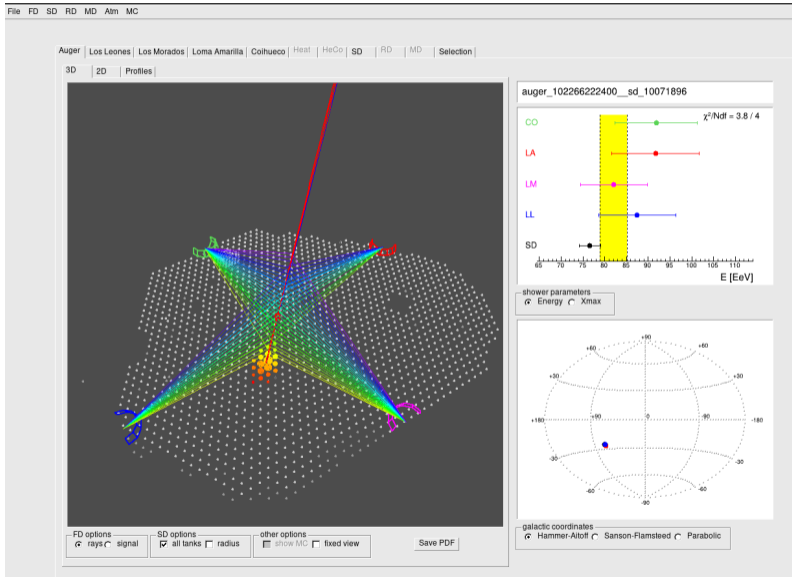 File FD SD RD MD Atm MC
Auger Los Leones Los Morados Loma Amarilla Coihueco Heat HeCo SD RD MD Selection
3D 2D Profiles
auger_102266222400__sd_10071896
χ²/Ndf = 3.8 / 4
CO
LA
LM
LL
SD
65 75 80 85 90 95 100 110
E [EeV]
shower parameters
Energy Xmax
+90
+60 +60
+30 +30
+180 +90 0 -90 -180
-30 -30
-60 -60
-90
FD options
rays signal
SD options
all tanks radius
other options
show MC fixed view
Save PDF
galactic coordinates
Hammer-Aitoff Sanson-Flamsteed Parabolic